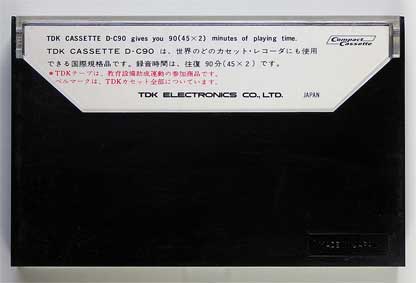 TDK CASSETTE D-C90 gives you 90(45×2) minutes of playing time.
Compact Cassette
TDK CASSETTE D-C90 は、世界のどのカセット・レコーダにも使用
できる国際規格品です。録音時間は、往復 90分(45×2)です。
*TDKテープは、教育設備助成運動の参加商品です。
ベルマークは、TDKカセット全部についています。
TDK ELECTRONICS CO., LTD. JAPAN
MADE IN JAPAN